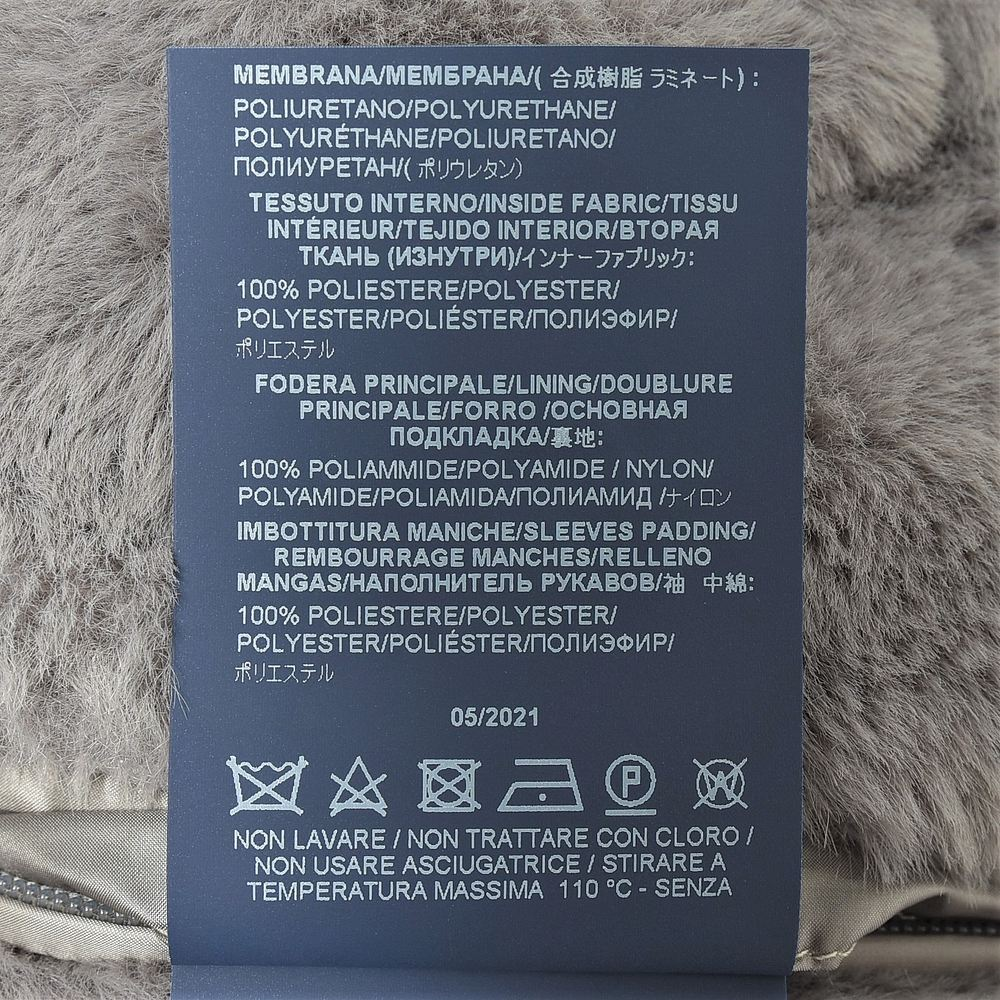 MEMBRANA/МЕМБРАНА/( 合成樹脂 ラミネート) :
POLIURETANO/POLYURETHANE/
POLYURÉTHANE/POLIURETANO/
ПОЛИУРЕТАН/( ポリウレタン)
TESSUTO INTERNO/INSIDE FABRIC/TISSU
INTÉRIEUR/TEJIDO INTERIOR/ВТОРАЯ
ТКАНЬ (ИЗНУТРИ)/インナーファブリック:
100% POLIESTERE/POLYESTER/
POLYESTER/POLIÉSTER/ПОЛИЭФИР/
ポリエステル
FODERA PRINCIPALE/LINING/DOUBLURE
PRINCIPALE/FORRO /ОСНОВНАЯ
ПОДКЛАДКА/裏地:
100% POLIAMMIDE/POLYAMIDE / NYLON/
POLYAMIDE/POLIAMIDA/ПОЛИАМИД /ナイロン
IMBOTTITURA MANICHE/SLEEVES PADDING/
REMBOURRAGE MANCHES/RELLENO
MANGAS/НАПОЛНИТЕЛЬ РУКАВОВ/袖 中綿:
100% POLIESTERE/POLYESTER/
POLYESTER/POLIÉSTER/ПОЛИЭФИР/
ポリエステル
05/2021
P
NON LAVARE / NON TRATTARE CON CLORO /
NON USARE ASCIUGATRICE / STIRARE A
TEMPERATURA MASSIMA 110 ºC - SENZA